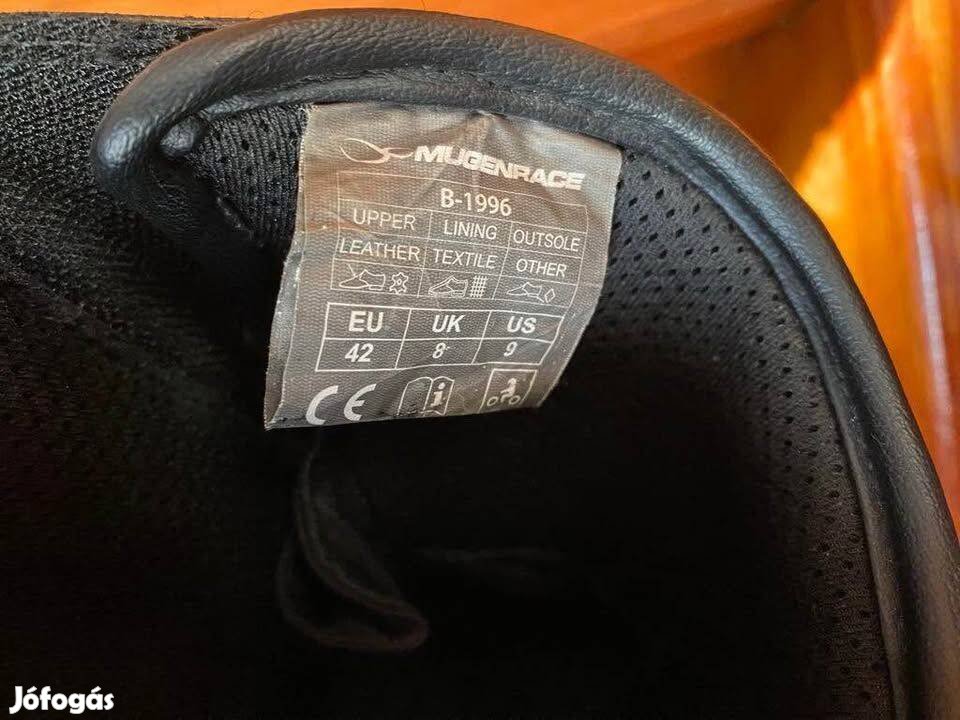 MUGENRACE
B-1996
UPPER LINING OUTSOLE
LEATHER TEXTILE OTHER
EU UK US
42 8 9
CE
i
Jófogás